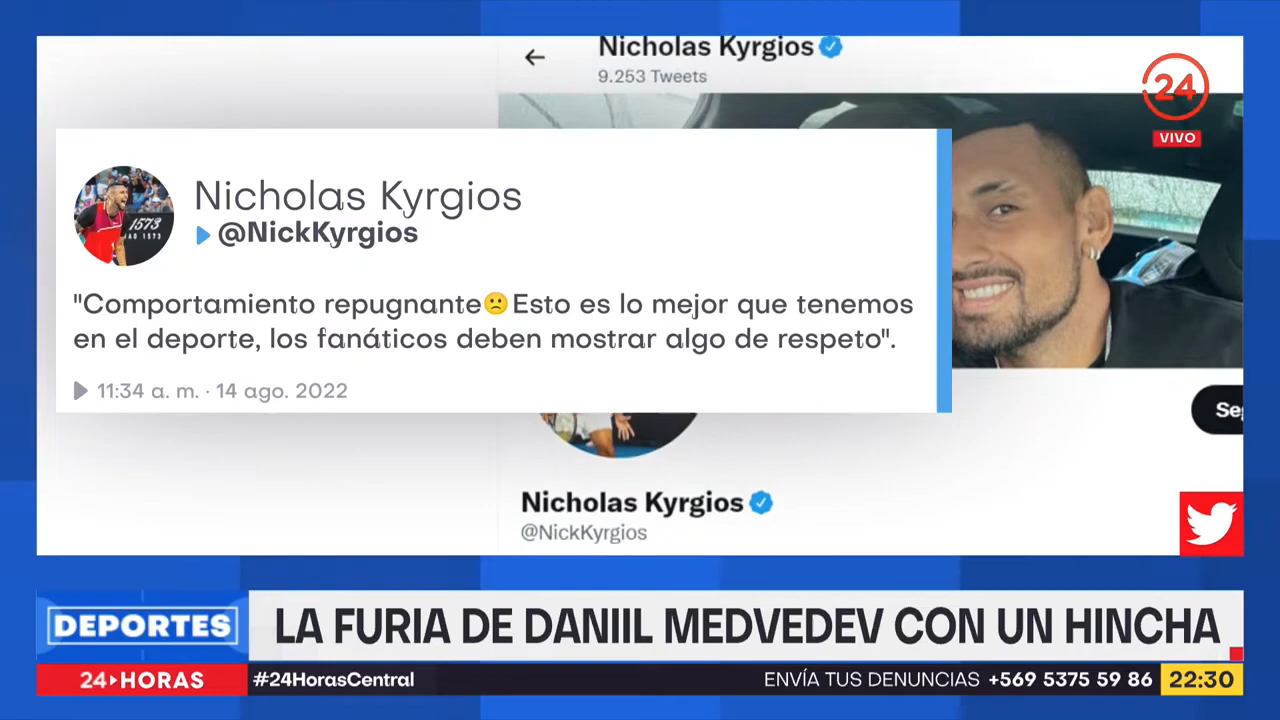 Nicholas Kyrgios
9.253 Tweets
24
VIVO
Nicholas Kyrgios
@NickKyrgios
1573
1573
"Comportamiento repugnante🙁Esto es lo mejor que tenemos
en el deporte, los fanáticos deben mostrar algo de respeto".
11:34 a. m. · 14 ago. 2022
Nicholas Kyrgios
@NickKyrgios
DEPORTES
LA FURIA DE DANIIL MEDVEDEV CON UN HINCHA
24 HORAS
#24HorasCentral
ENVÍA TUS DENUNCIAS +569 5375 59 86
22:30